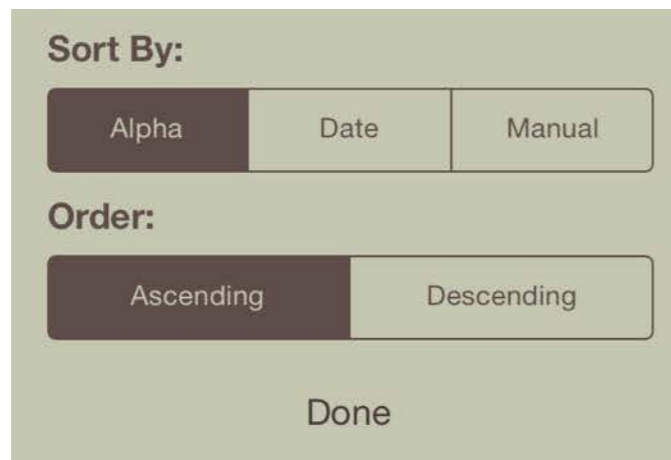 Sort By:
Alpha Date Manual
Order:
Ascending Descending
Done